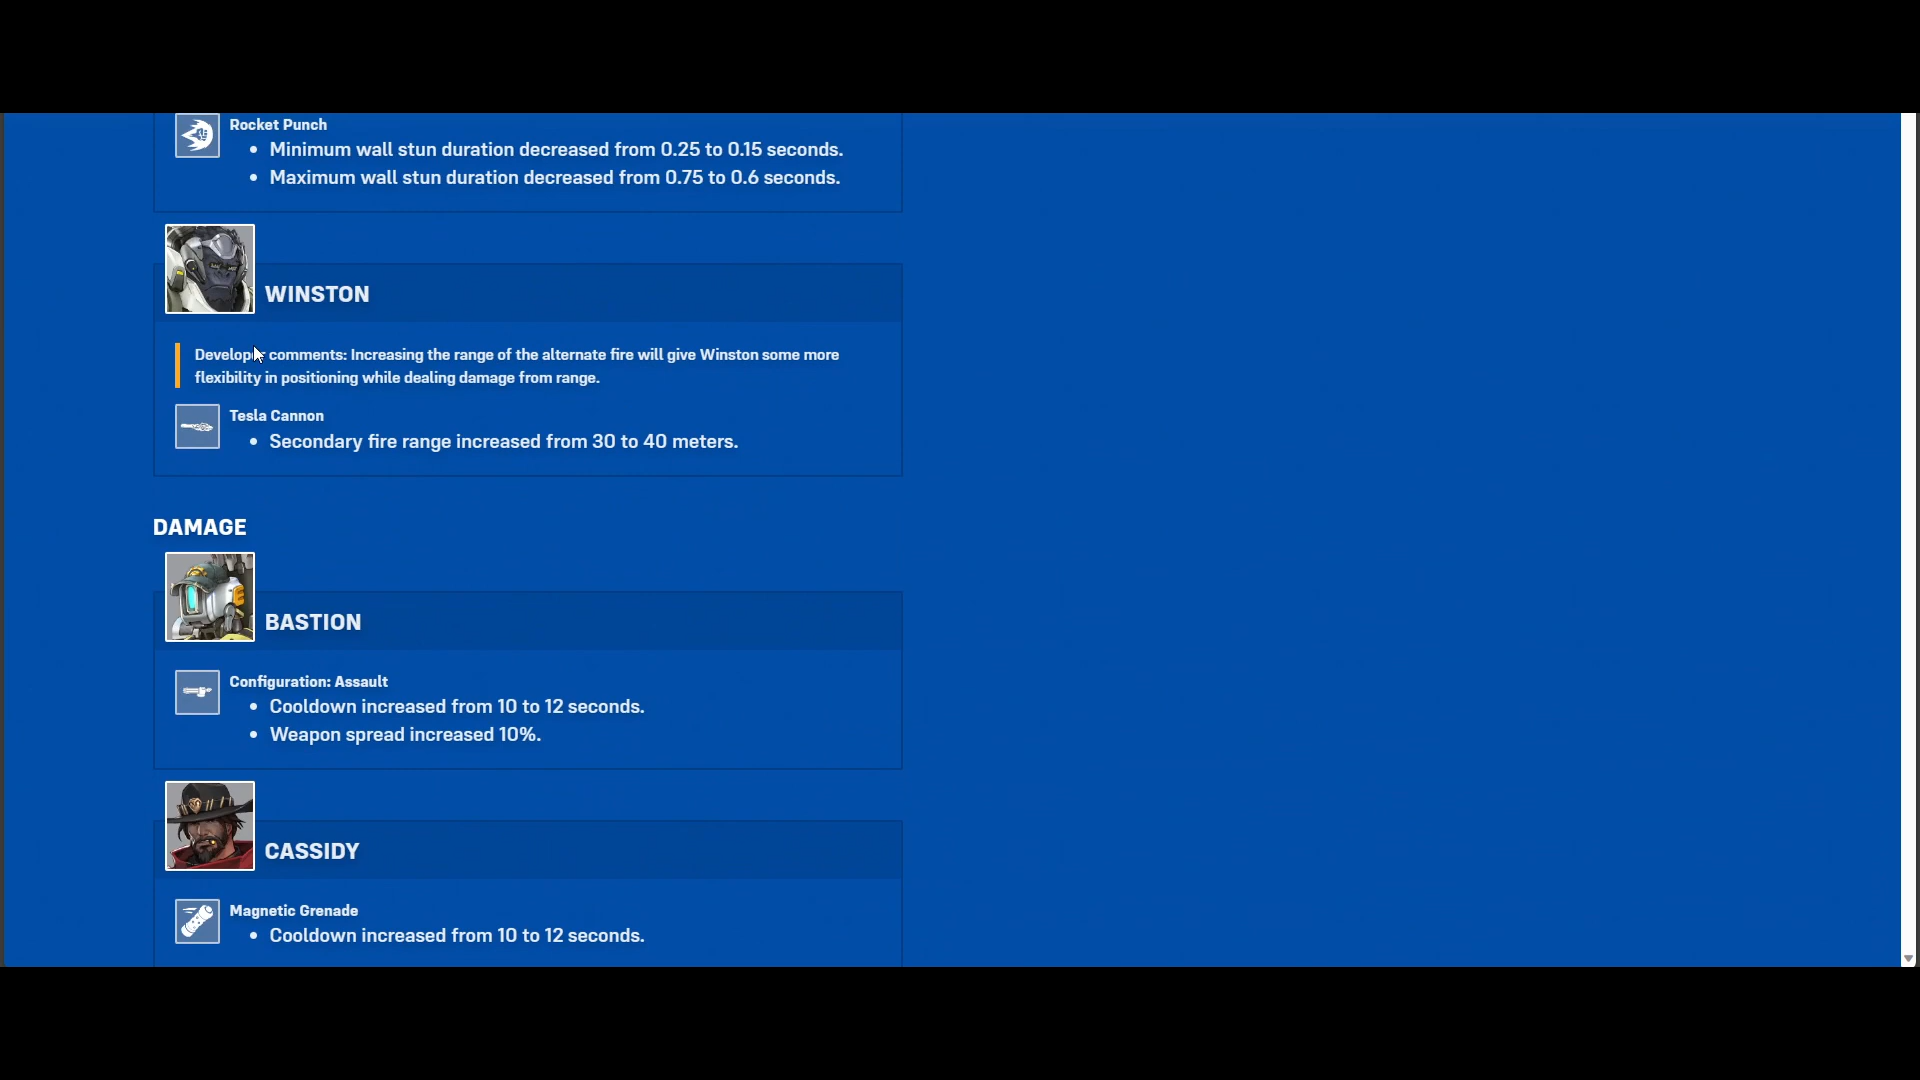 Rocket Punch
• Minimum wall stun duration decreased from 0.25 to 0.15 seconds.
• Maximum wall stun duration decreased from 0.75 to 0.6 seconds.
WINSTON
Developer comments: Increasing the range of the alternate fire will give Winston some more
flexibility in positioning while dealing damage from range.
Tesla Cannon
• Secondary fire range increased from 30 to 40 meters.
DAMAGE
BASTION
Configuration: Assault
• Cooldown increased from 10 to 12 seconds.
• Weapon spread increased 10%.
CASSIDY
Magnetic Grenade
• Cooldown increased from 10 to 12 seconds.